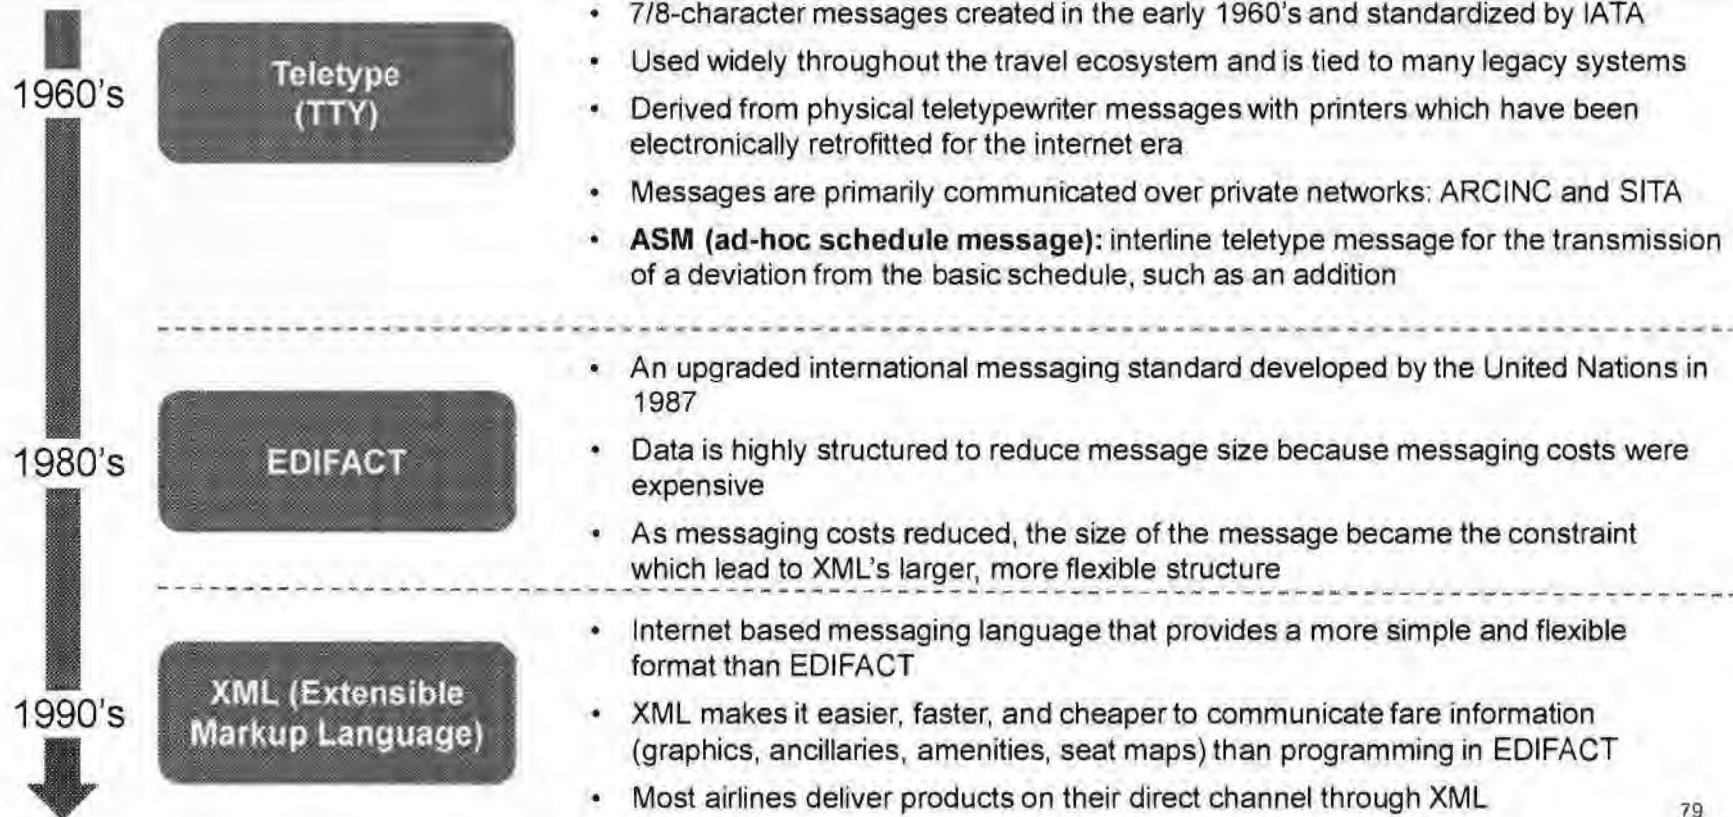 • 7/8-character messages created in the early 1960's and standardized by IATA
1960's
Teletype
(TTY)
• Used widely throughout the travel ecosystem and is tied to many legacy systems
• Derived from physical teletypewriter messages with printers which have been
electronically retrofitted for the internet era
• Messages are primarily communicated over private networks: ARCINC and SITA
• ASM (ad-hoc schedule message): interline teletype message for the transmission
of a deviation from the basic schedule, such as an addition
1980's
EDIFACT
• An upgraded international messaging standard developed by the United Nations in
1987
• Data is highly structured to reduce message size because messaging costs were
expensive
• As messaging costs reduced, the size of the message became the constraint
which lead to XML's larger, more flexible structure
1990's
XML (Extensible
Markup Language)
• Internet based messaging language that provides a more simple and flexible
format than EDIFACT
• XML makes it easier, faster, and cheaper to communicate fare information
(graphics, ancillaries, amenities, seat maps) than programming in EDIFACT
• Most airlines deliver products on their direct channel through XML
79